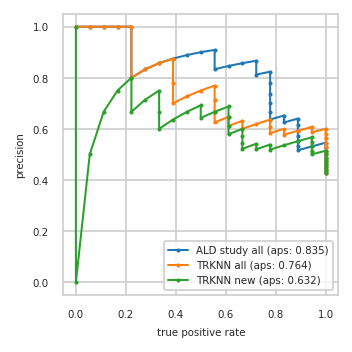 1.0
0.8
0.6
0.4
0.2
0.0
precision
0.0 0.2 0.4 0.6 0.8 1.0
true positive rate
ALD study all (aps: 0.835)
TRKNN all (aps: 0.764)
TRKNN new (aps: 0.632)